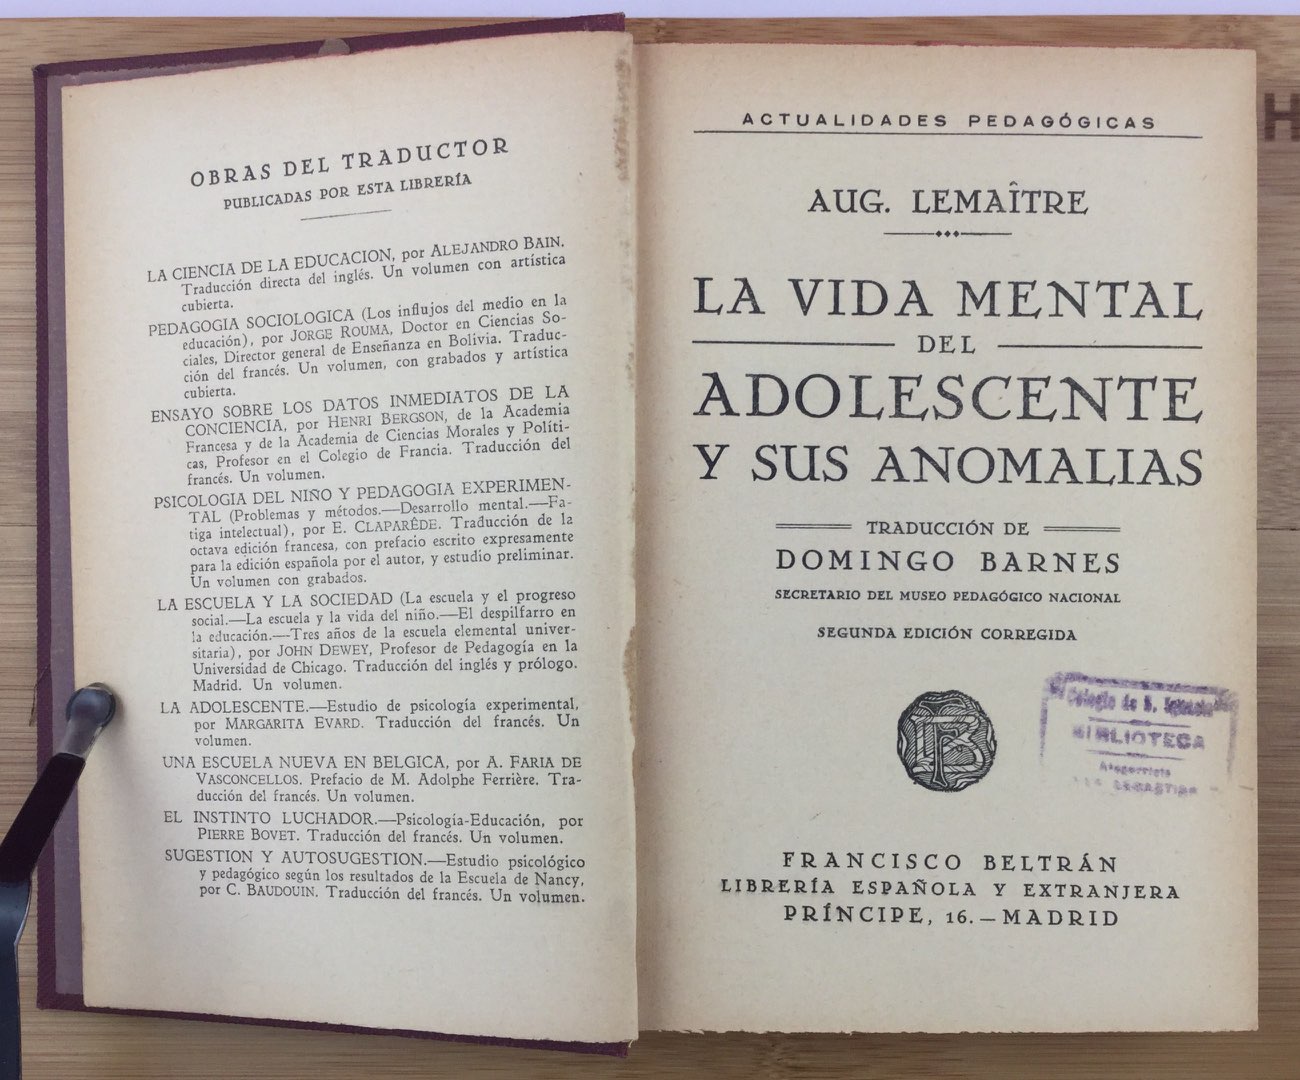 OBRAS DEL TRADUCTOR
PUBLICADAS POR ESTA LIBRERÍA
LA CIENCIA DE LA EDUCACION, por ALEJANDRO BAIN.
Traducción directa del inglés. Un volumen con artística
cubierta.
PEDAGOGIA SOCIOLOGICA (Los influjos del medio en la
educación), por JORGE ROUMA, Doctor en Ciencias So-
ciales, Director general de Enseñanza en Bolivia. Traduc-
ción del francés. Un volumen, con grabados y artística
cubierta.
ENSAYO SOBRE LOS DATOS INMEDIATOS DE LA
CONCIENCIA, por HENRI BERGSON, de la Academia
Francesa y de la Academia de Ciencias Morales y Políti-
cas, Profesor en el Colegio de Francia. Traducción del
francés. Un volumen.
PSICOLOGIA DEL NIÑO Y PEDAGOGIA EXPERIMEN-
TAL (Problemas y métodos.—Desarrollo mental.—Fa-
tiga intelectual), por E. CLAPARÊDE. Traducción de la
octava edición francesa, con prefacio escrito expresamente
para la edición española por el autor, y estudio preliminar.
Un volumen con grabados.
LA ESCUELA Y LA SOCIEDAD (La escuela y el progreso
social.—La escuela y la vida del niño.—El despilfarro en
la educación.—Tres años de la escuela elemental univer-
sitaria), por JOHN DEWEY, Profesor de Pedagogía en la
Universidad de Chicago. Traducción del inglés y prólogo.
Madrid. Un volumen.
LA ADOLESCENTE.—Estudio de psicología experimental,
por MARGARITA EVARD. Traducción del francés. Un
volumen.
UNA ESCUELA NUEVA EN BELGICA, por A. FARIA DE
VASCONCELLOS. Prefacio de M. Adolphe Ferrière. Tra-
ducción del francés. Un volumen.
EL INSTINTO LUCHADOR.—Psicología-Educación, por
PIERRE BOVET. Traducción del francés. Un volumen.
SUGESTION Y AUTOSUGESTION.—Estudio psicológico
y pedagógico según los resultados de la Escuela de Nancy,
por C. BAUDOUIN. Traducción del francés. Un volumen.
ACTUALIDADES PEDAGÓGICAS
AUG. LEMAÎTRE
LA VIDA MENTAL
DEL
ADOLESCENTE
Y SUS ANOMALIAS
TRADUCCIÓN DE
DOMINGO BARNES
SECRETARIO DEL MUSEO PEDAGÓGICO NACIONAL
SEGUNDA EDICIÓN CORREGIDA
Colegio de S. Ignacio
BIBLIOTECA
FRANCISCO BELTRÁN
LIBRERÍA ESPAÑOLA Y EXTRANJERA
PRÍNCIPE, 16.—MADRID